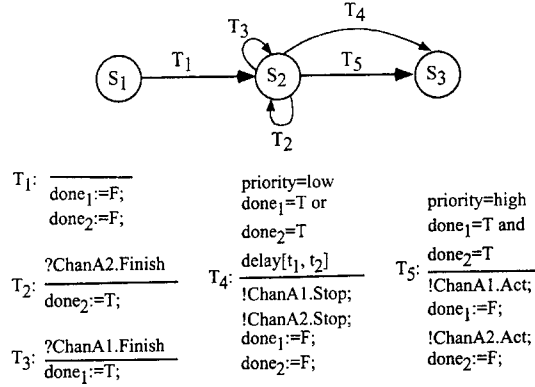 T3
T4
S1
T1
S2
T5
S3
T2
T1:
done1:=F;
done2:=F;
?ChanA2.Finish
T2:
done2:=T;
?ChanA1.Finish
T3:
done1:=T;
priority=low
done1=T or
done2=T
delay[t1, t2]
T4:
!ChanA1.Stop;
!ChanA2.Stop;
done1:=F;
done2:=F;
priority=high
done1=T and
done2=T
T5:
!ChanA1.Act;
done1:=F;
!ChanA2.Act;
done2:=F;